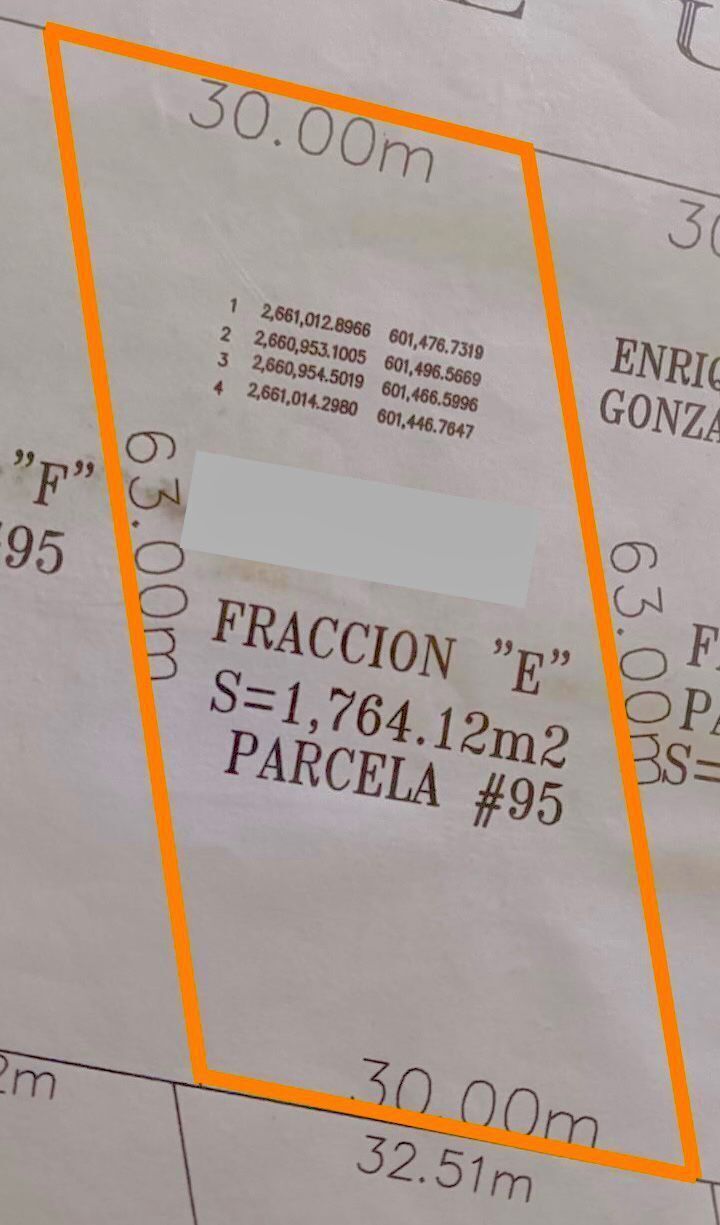 30.00m
30
1 2,661,012.8966 601,476.7319
2 2,660,953.1005 601,496.5669
3 2,660,954.5019 601,466.5996
4 2,661,014.2980 601,446.7647
GONZA
"F"
95
63.00m
63.00m
FRACCION "E"
S=1,764.12m2
PARCELA #95
S=
30.00m
2m
32.51m